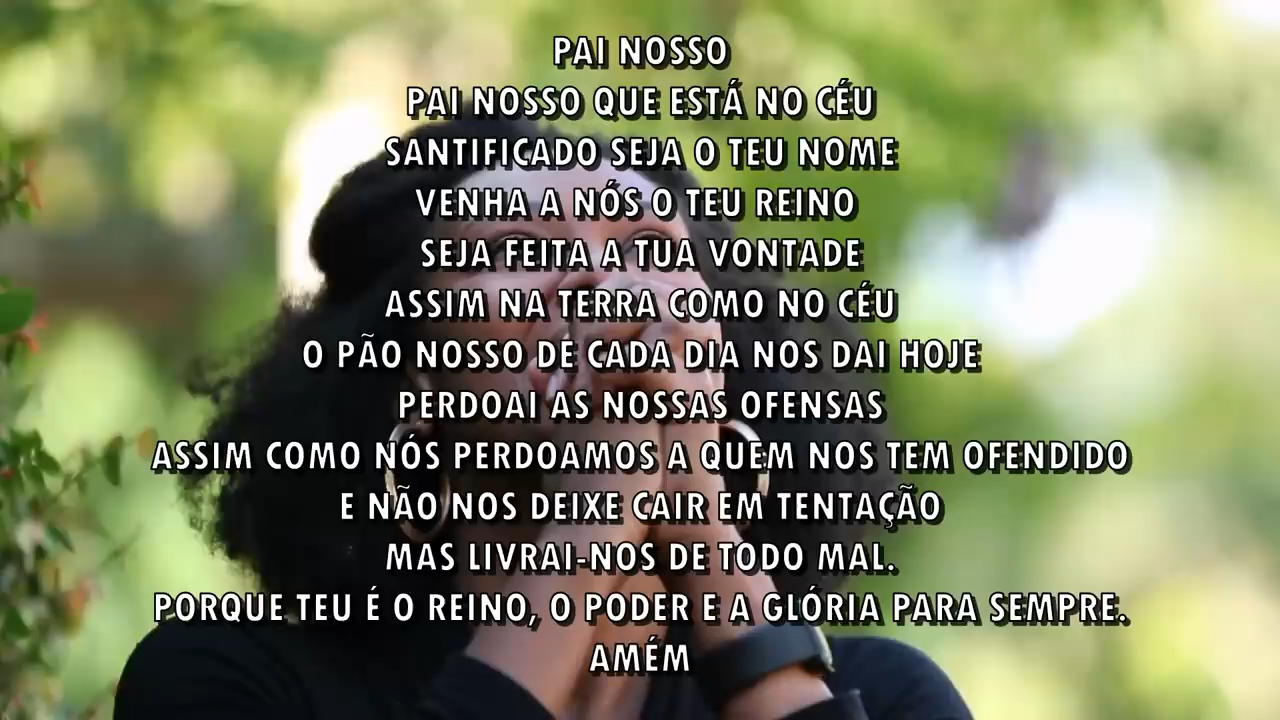 PAI NOSSO
PAI NOSSO QUE ESTÁ NO CÉU
SANTIFICADO SEJA O TEU NOME
VENHA A NÓS O TEU REINO
SEJA FEITA A TUA VONTADE
ASSIM NA TERRA COMO NO CÉU
O PÃO NOSSO DE CADA DIA NOS DAI HOJE
PERDOAI AS NOSSAS OFENSAS
ASSIM COMO NÓS PERDOAMOS A QUEM NOS TEM OFENDIDO
E NÃO NOS DEIXE CAIR EM TENTAÇÃO
MAS LIVRAI-NOS DE TODO MAL.
PORQUE TEU É O REINO, O PODER E A GLÓRIA PARA SEMPRE.
AMÉM